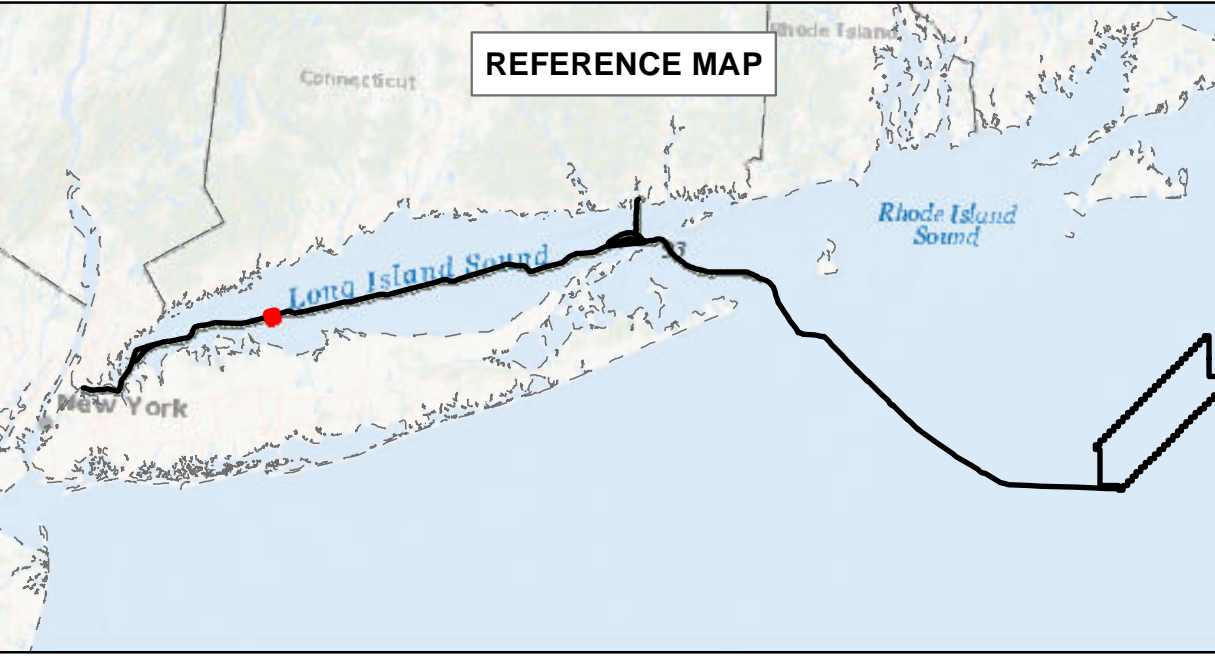 Rhode Island
REFERENCE MAP
Connecticut
Rhode Island
Sound
Long Island Sound
New York